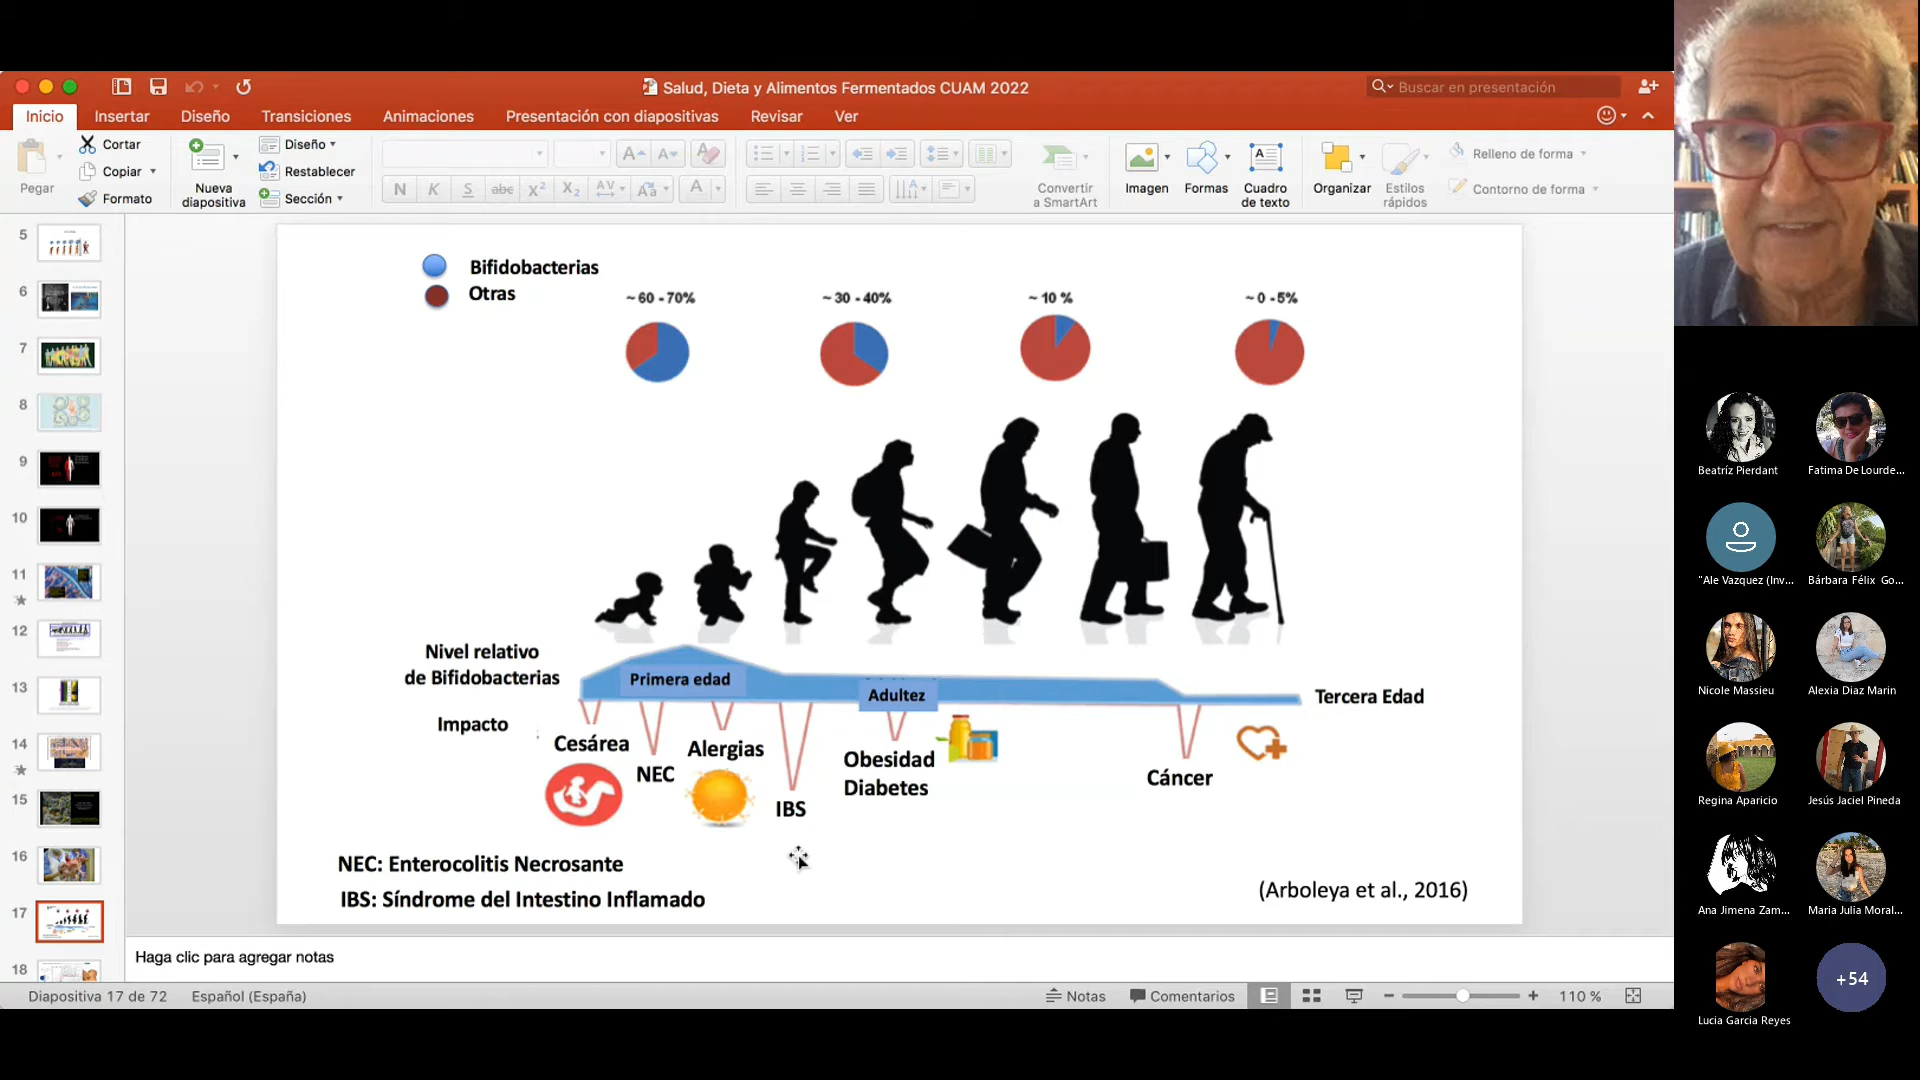 Salud, Dieta y Alimentos Fermentados CUAM 2022
Buscar en presentación
Inicio
Insertar
Diseño
Transiciones
Animaciones
Presentación con diapositivas
Revisar
Ver
Pegar
Cortar
Copiar
Formato
Nueva
diapositiva
Diseño
Restablecer
Sección
N K S abc X² X₂ AV Aa A
Convertir
a SmartArt
Imagen
Formas
Cuadro
de texto
Organizar
Estilos
rápidos
Relleno de forma
Contorno de forma
5
6
7
8
9
10
11
12
13
14
15
16
17
18
Bifidobacterias
Otras
~ 60 - 70%
~ 30 - 40%
~ 10 %
~ 0 - 5%
Nivel relativo
de Bifidobacterias
Primera edad
Adultez
Tercera Edad
Impacto
Cesárea
NEC
Alergias
IBS
Obesidad
Diabetes
Cáncer
NEC: Enterocolitis Necrosante
IBS: Síndrome del Intestino Inflamado
(Arboleya et al., 2016)
Haga clic para agregar notas
Diapositiva 17 de 72
Español (España)
Notas
Comentarios
110 %
Beatríz Pierdant
Fatima De Lourde...
"Ale Vazquez (Inv...
Bárbara Félix Go...
Nicole Massieu
Alexia Diaz Marin
Regina Aparicio
Jesús Jaciel Pineda
Ana Jimena Zam...
Maria Julia Moral...
Lucia Garcia Reyes
+54